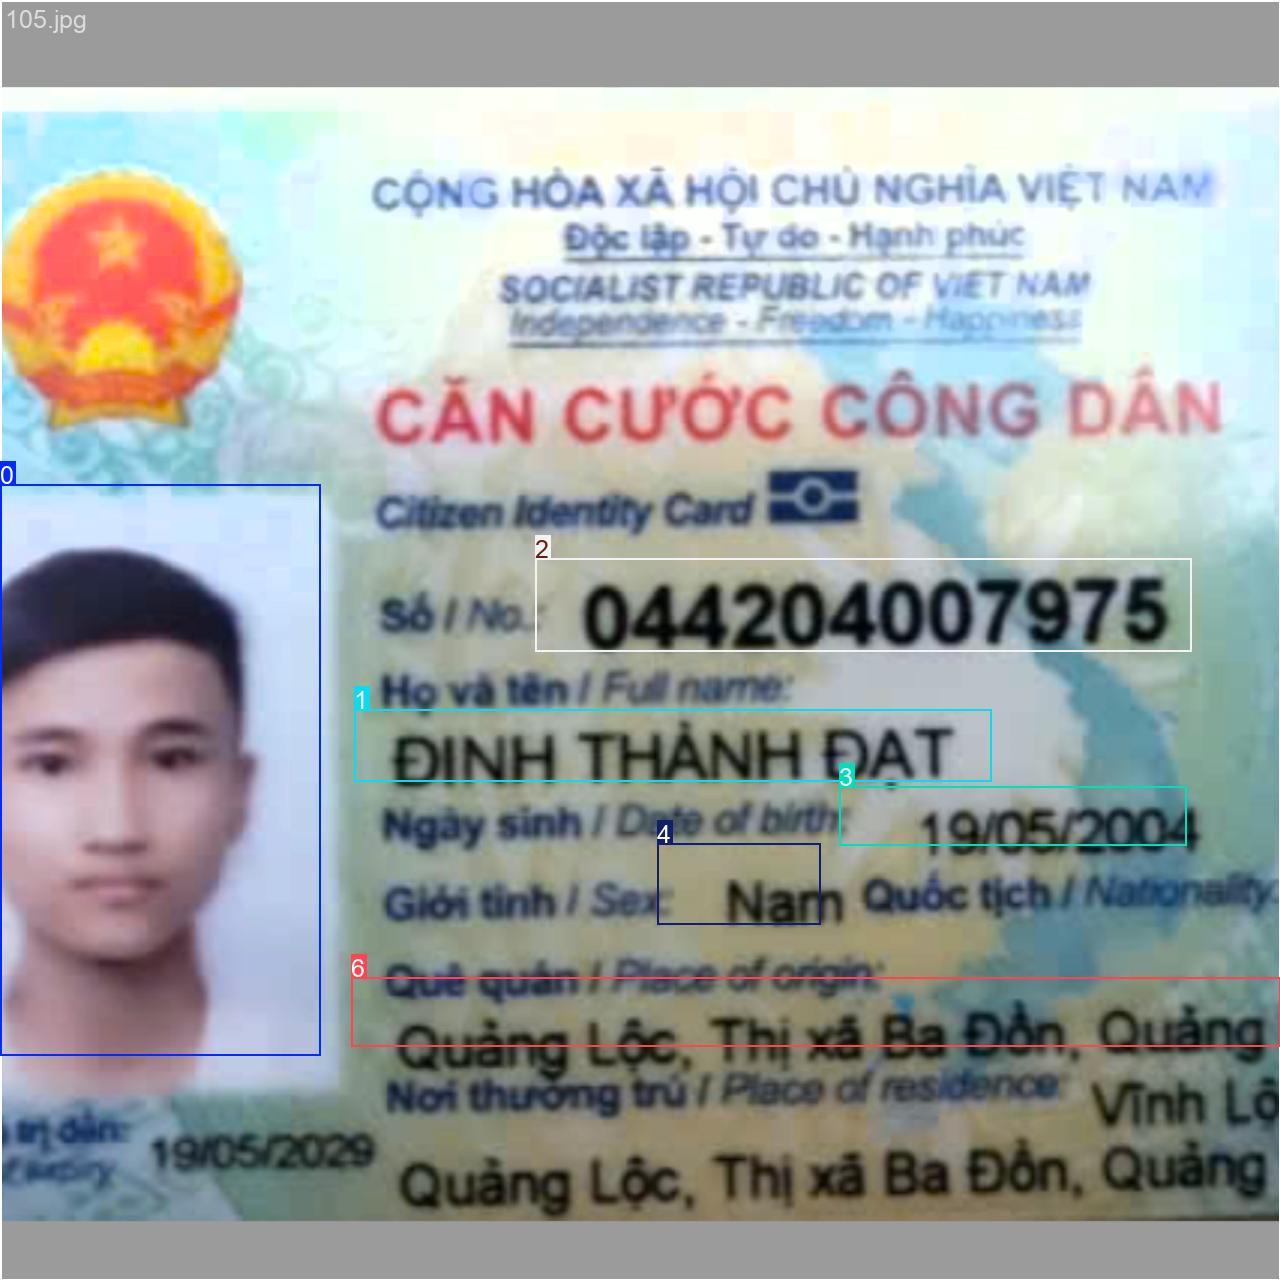 105.jpg
CỘNG HÒA XÃ HỘI CHỦ NGHĨA VIỆT NAM
Độc lập - Tự do - Hạnh phúc
SOCIALIST REPUBLIC OF VIET NAM
Independence - Freedom - Happiness
CĂN CƯỚC CÔNG DÂN
Citizen Identity Card
0
2
Số / No.: 044204007975
Họ và tên / Full name:
1
ĐINH THÀNH ĐẠT
3
Ngày sinh / Date of birth: 19/05/2004
4
Giới tính / Sex: Nam Quốc tịch / Nationality:
6
Quê quán / Place of origin:
Quảng Lộc, Thị xã Ba Đồn, Quảng
Nơi thường trú / Place of residence: Vĩnh Lộ
trị đến: 19/05/2029
expiry
Quảng Lộc, Thị xã Ba Đồn, Quảng